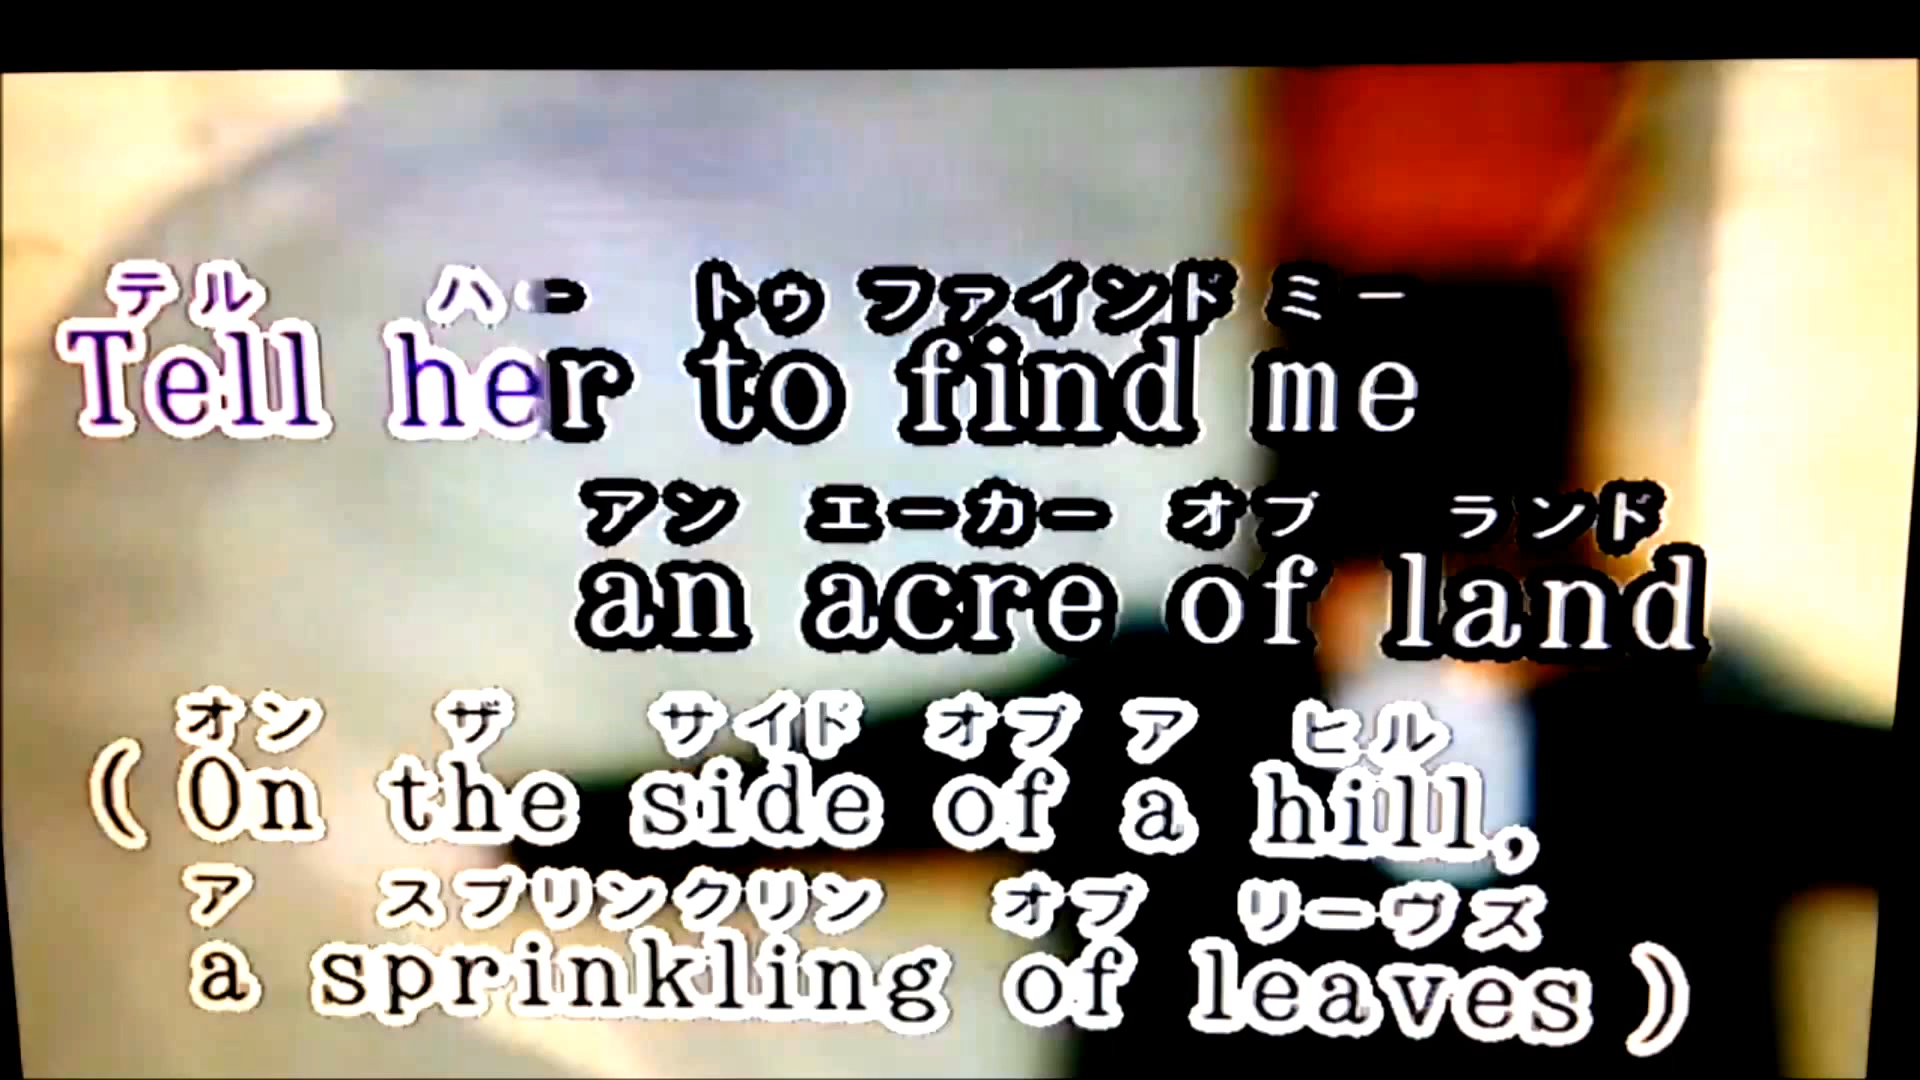 テル ハー トゥ ファインド ミー
Tell her to find me
アン エーカー オブ ランド
an acre of land
オン ザ サイド オブ ア ヒル
(On the side of a hill,
ア スプリンクリン オブ リーヴズ
a sprinkling of leaves)